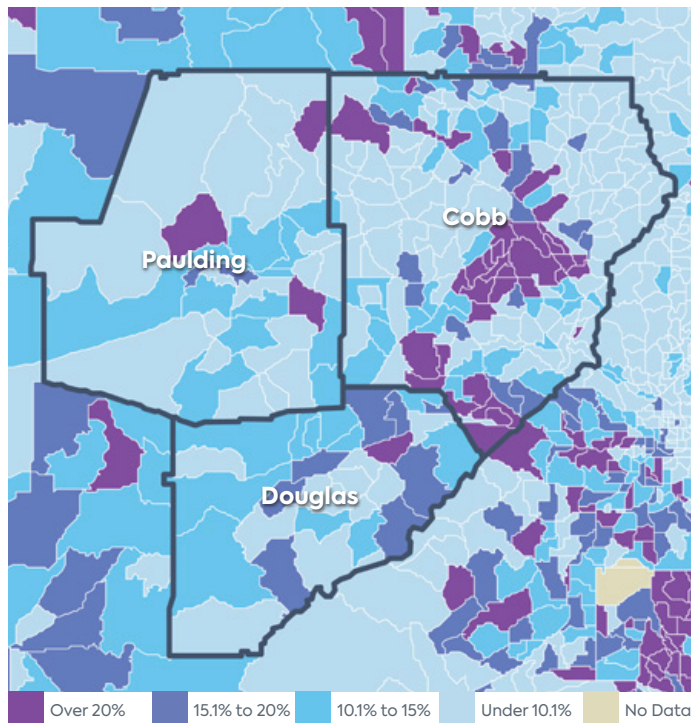 Cobb
Paulding
Douglas
Over 20% 15.1% to 20% 10.1% to 15% Under 10.1% No Data